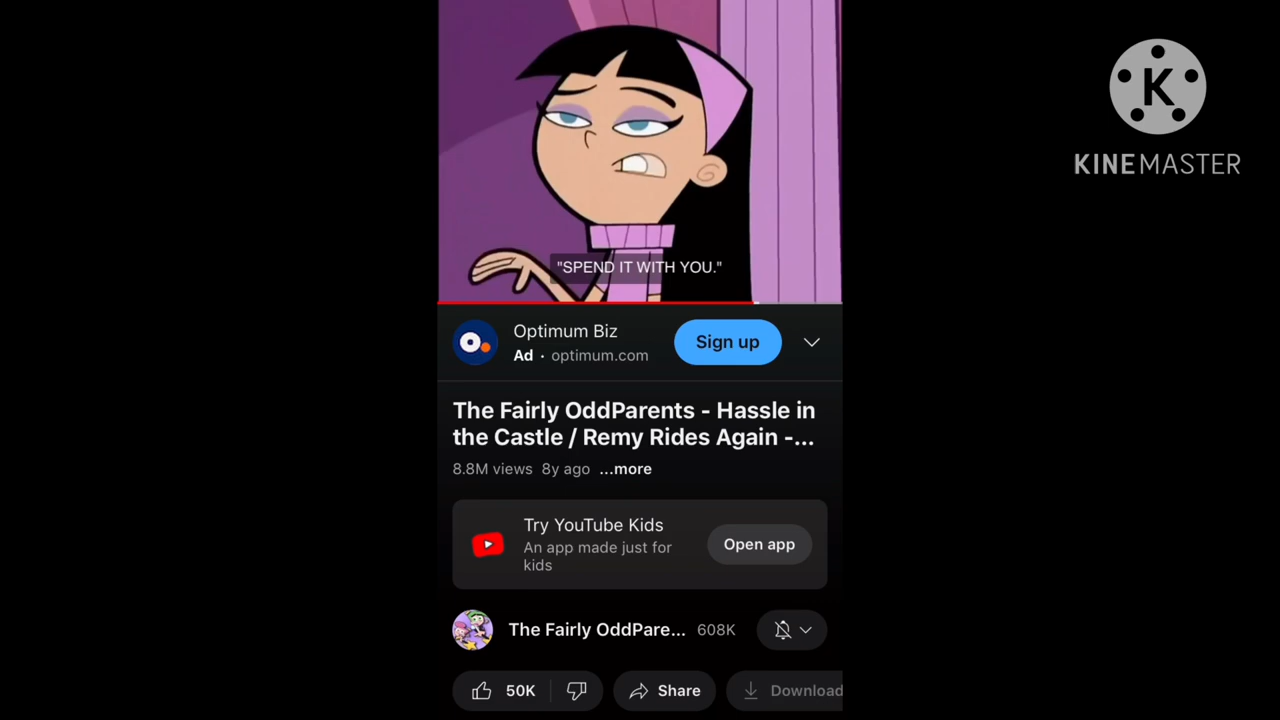 K
KINEMASTER
"SPEND IT WITH YOU."
Optimum Biz
Ad · optimum.com
Sign up
The Fairly OddParents - Hassle in
the Castle / Remy Rides Again -...
8.8M views 8y ago ...more
Try YouTube Kids
An app made just for
kids
Open app
The Fairly OddPare... 608K
50K
Share
Download